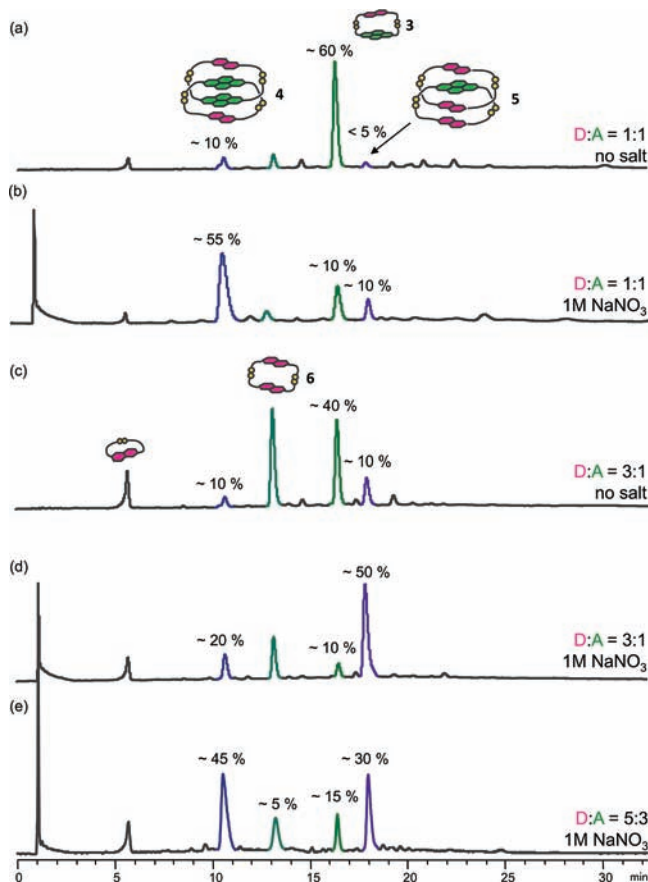 (a)
~ 60 %
3
4
5
< 5 %
~ 10 %
D:A = 1:1
no salt
(b)
~ 55 %
~ 10 %
~ 10 %
D:A = 1:1
1M NaNO₃
(c)
6
~ 40 %
~ 10 %
~ 10 %
D:A = 3:1
no salt
(d)
~ 50 %
~ 20 %
~ 10 %
D:A = 3:1
1M NaNO₃
(e)
~ 45 %
~ 30 %
~ 5 %
~ 15 %
D:A = 5:3
1M NaNO₃
0 5 10 15 20 25 30 min